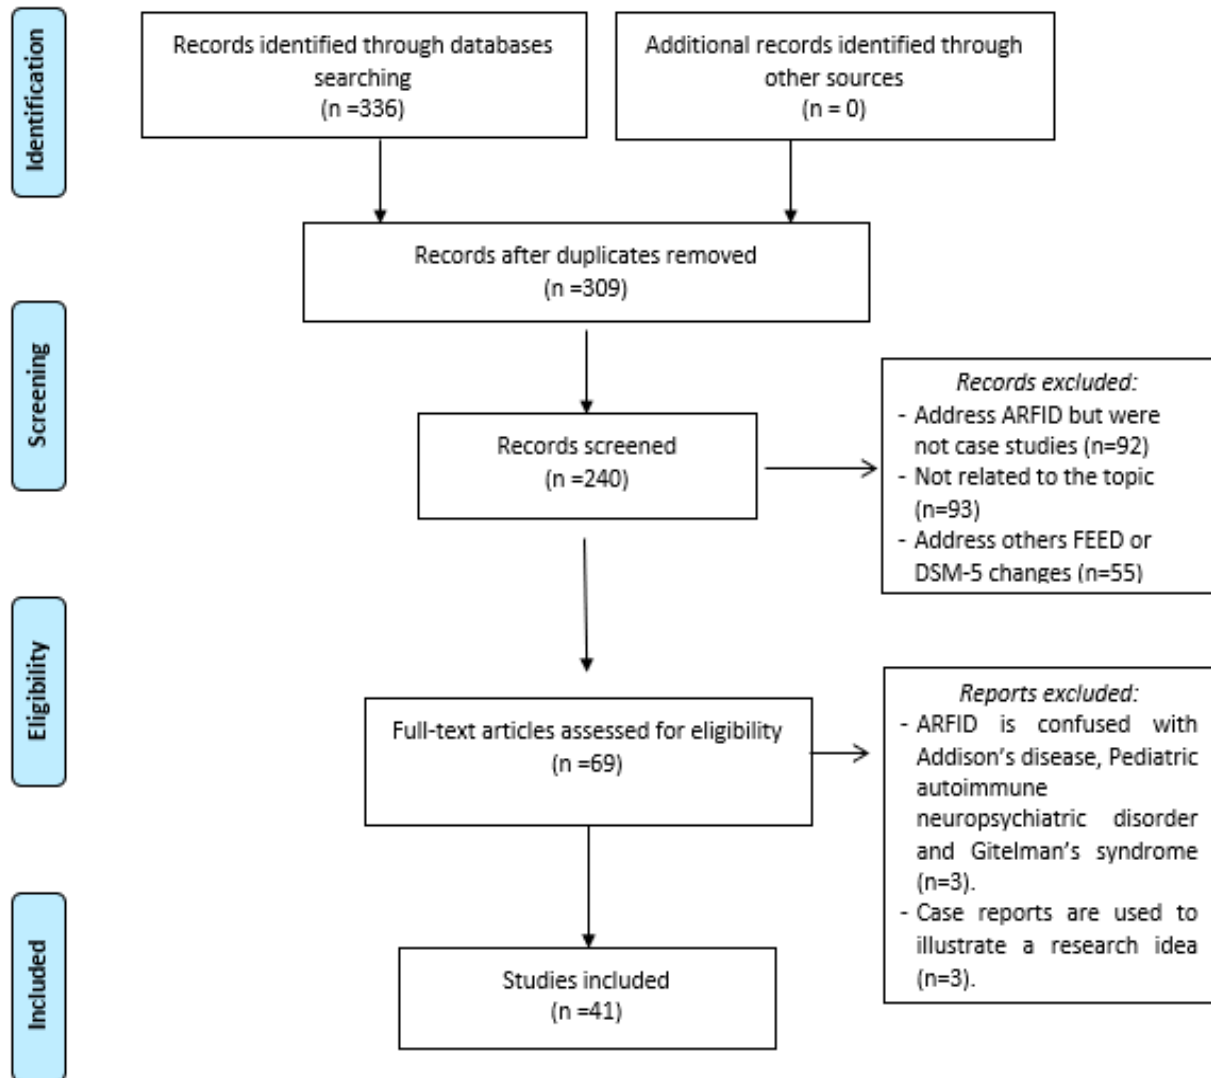 Identification
Records identified through databases
searching
(n =336)
Additional records identified through
other sources
(n = 0)
Records after duplicates removed
(n =309)
Screening
Records screened
(n =240)
Records excluded:
- Address ARFID but were
not case studies (n=92)
- Not related to the topic
(n=93)
- Address others FEED or
DSM-5 changes (n=55)
Eligibility
Full-text articles assessed for eligibility
(n =69)
Reports excluded:
- ARFID is confused with
Addison's disease, Pediatric
autoimmune
neuropsychiatric disorder
and Gitelman's syndrome
(n=3).
- Case reports are used to
illustrate a research idea
(n=3).
Included
Studies included
(n =41)